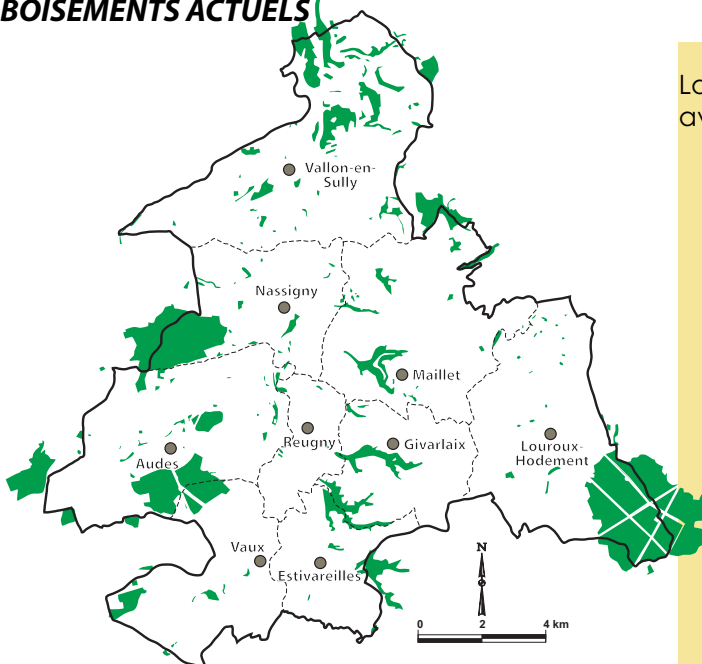 BOISEMENTS ACTUELS
Vallon-en-
Sully
Nassigny
Maillet
Reugny
Givarlaix
Audes
Louroux-
Hodement
Vaux
Estivareilles
N
0 2 4 km